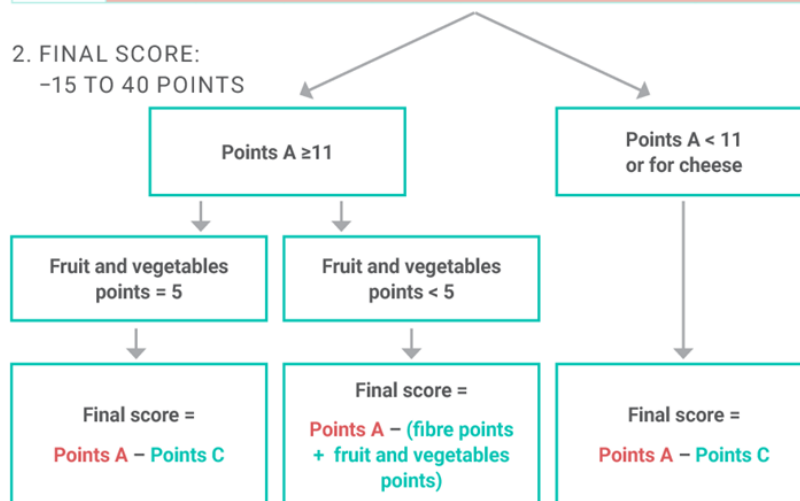 2. FINAL SCORE:
−15 TO 40 POINTS
Points A ≥11
Points A < 11
or for cheese
Fruit and vegetables
points = 5
Fruit and vegetables
points < 5
Final score =
Points A – Points C
Final score =
Points A – (fibre points
+ fruit and vegetables
points)
Final score =
Points A – Points C